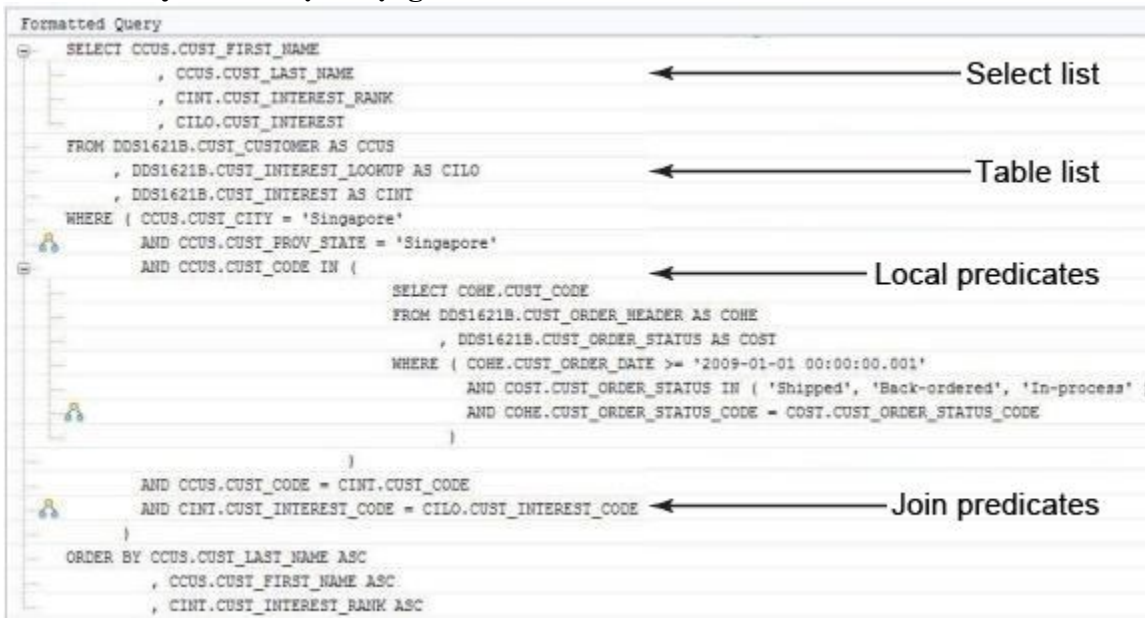 Formatted Query
SELECT CCUS.CUST_FIRST_NAME
, CCUS.CUST_LAST_NAME Select list
, CINT.CUST_INTEREST_RANK
, CILO.CUST_INTEREST
FROM DDS1621B.CUST_CUSTOMER AS CCUS
, DDS1621B.CUST_INTEREST_LOOKUP AS CILO Table list
, DDS1621B.CUST_INTEREST AS CINT
WHERE ( CCUS.CUST_CITY = 'Singapore'
AND CCUS.CUST_PROV_STATE = 'Singapore'
AND CCUS.CUST_CODE IN ( Local predicates
SELECT COHE.CUST_CODE
FROM DDS1621B.CUST_ORDER_HEADER AS COHE
, DDS1621B.CUST_ORDER_STATUS AS COST
WHERE ( COHE.CUST_ORDER_DATE >= '2009-01-01 00:00:00.001'
AND COST.CUST_ORDER_STATUS IN ( 'Shipped', 'Back-ordered', 'In-process'
AND COHE.CUST_ORDER_STATUS_CODE = COST.CUST_ORDER_STATUS_CODE
)
)
AND CCUS.CUST_CODE = CINT.CUST_CODE
AND CINT.CUST_INTEREST_CODE = CILO.CUST_INTEREST_CODE Join predicates
)
ORDER BY CCUS.CUST_LAST_NAME ASC
, CCUS.CUST_FIRST_NAME ASC
, CINT.CUST_INTEREST_RANK ASC